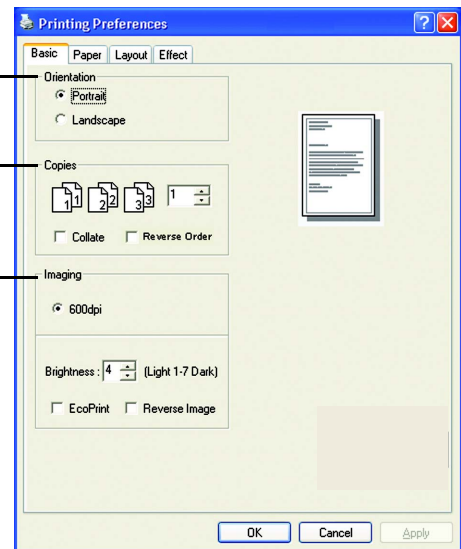 Printing Preferences
Basic Paper Layout Effect
Orientation
Portrait
Landscape
Copies
1 1 2 2 3 3 1
Collate Reverse Order
Imaging
600dpi
Brightness : 4 (Light 1-7 Dark)
EcoPrint Reverse Image
OK Cancel Apply